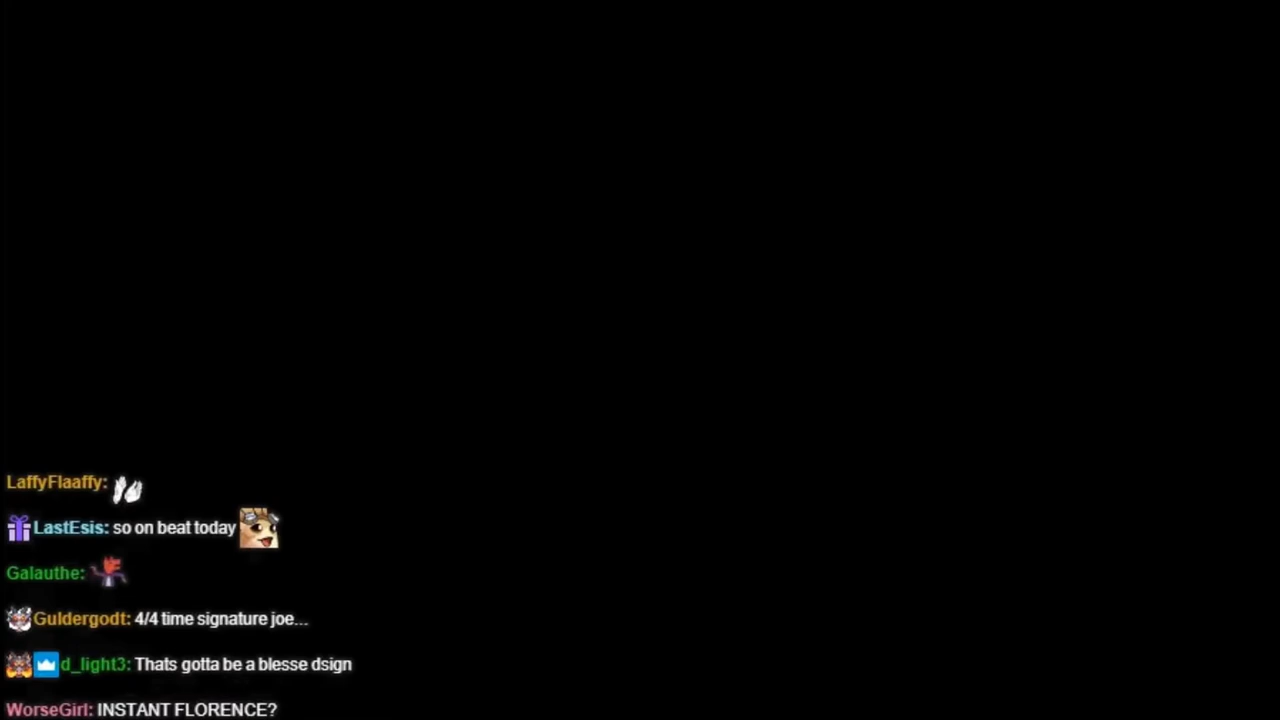 LaffyFlaaffy:
LastEsis: so on beat today
Galauthe:
Guldergodt: 4/4 time signature joe...
d_light3: Thats gotta be a blesse dsign
WorseGirl: INSTANT FLORENCE?